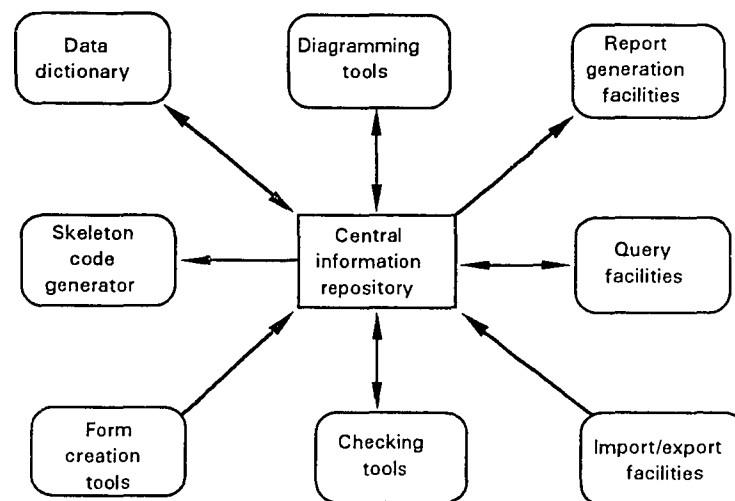 Data
dictionary
Diagramming
tools
Report
generation
facilities
Skeleton
code
generator
Central
information
repository
Query
facilities
Form
creation
tools
Checking
tools
Import/export
facilities